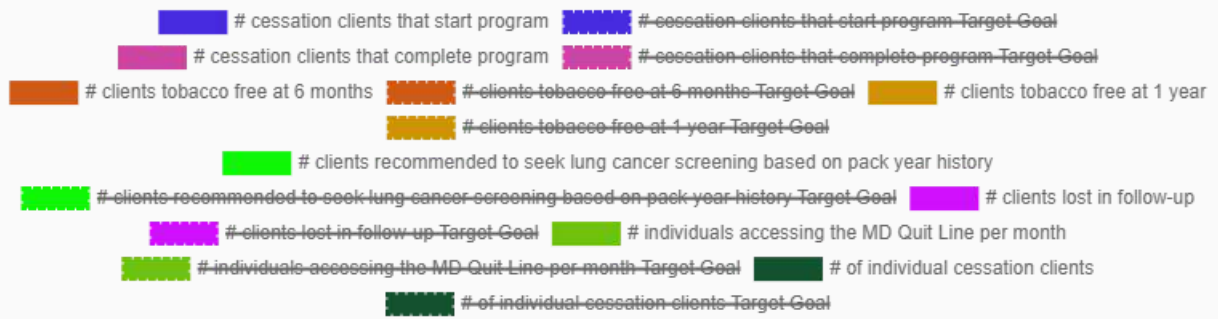 # cessation clients that start program # cessation clients that start program Target Goal
# cessation clients that complete program # cessation clients that complete program Target Goal
# clients tobacco free at 6 months # clients tobacco free at 6 months Target Goal # clients tobacco free at 1 year
# clients tobacco free at 1 year Target Goal
# clients recommended to seek lung cancer screening based on pack year history
# clients recommended to seek lung cancer screening based on pack year history Target Goal # clients lost in follow-up
# clients lost in follow-up Target Goal # individuals accessing the MD Quit Line per month
# individuals accessing the MD Quit Line per month Target Goal # of individual cessation clients
# of individual cessation clients Target Goal